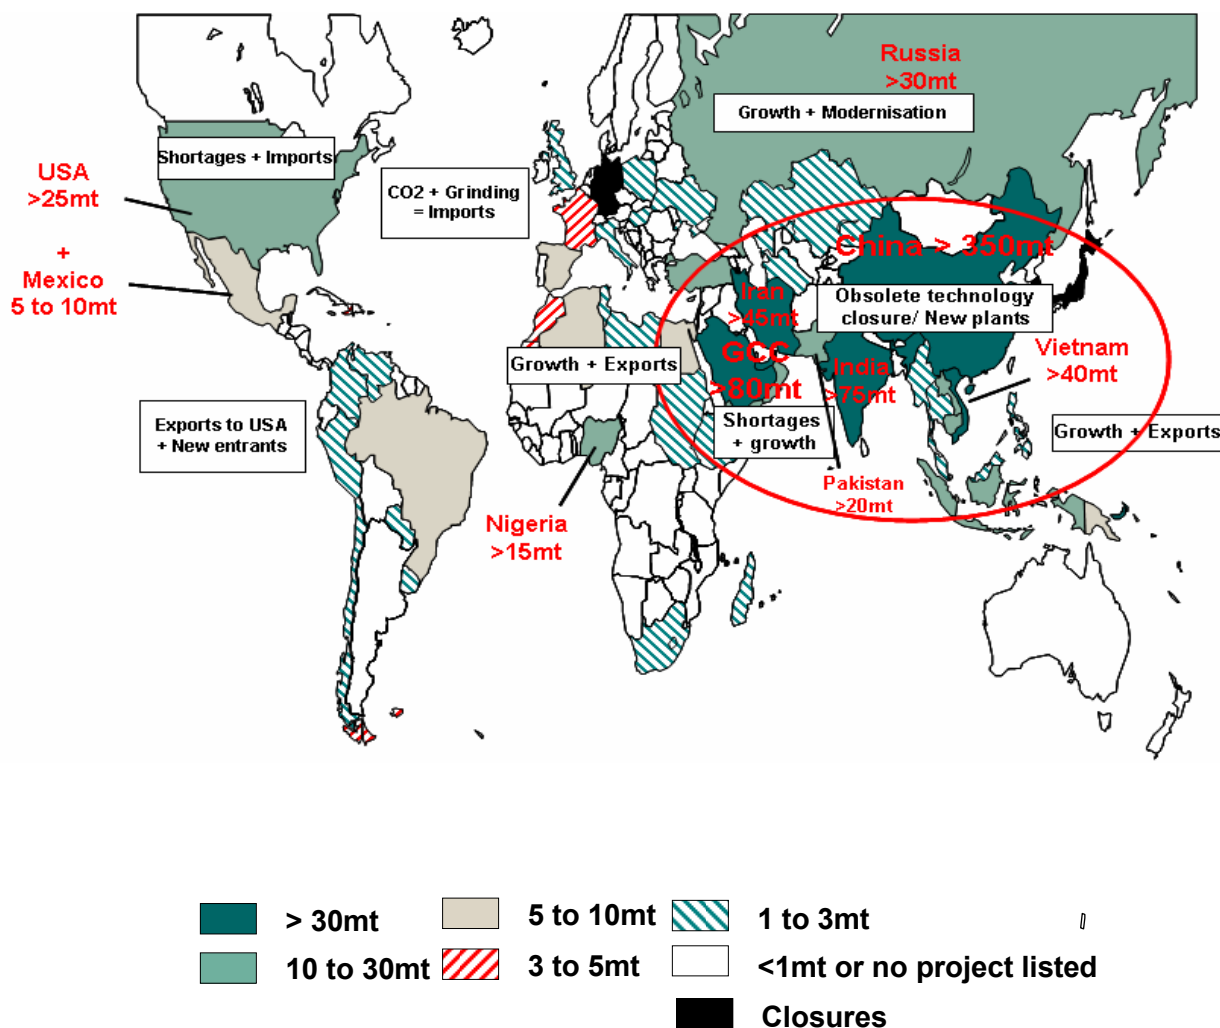 Russia
>30mt
Growth + Modernisation
Shortages + Imports
USA
>25mt
+
Mexico
5 to 10mt
CO2 + Grinding
= Imports
China > 350mt
Iran
>45mt
Obsolete technology
closure/ New plants
GCC
>80mt
India
>75mt
Vietnam
>40mt
Growth + Exports
Shortages
+ growth
Exports to USA
+ New entrants
Growth + Exports
Pakistan
>20mt
Nigeria
>15mt
> 30mt
5 to 10mt
1 to 3mt
10 to 30mt
3 to 5mt
<1mt or no project listed
Closures